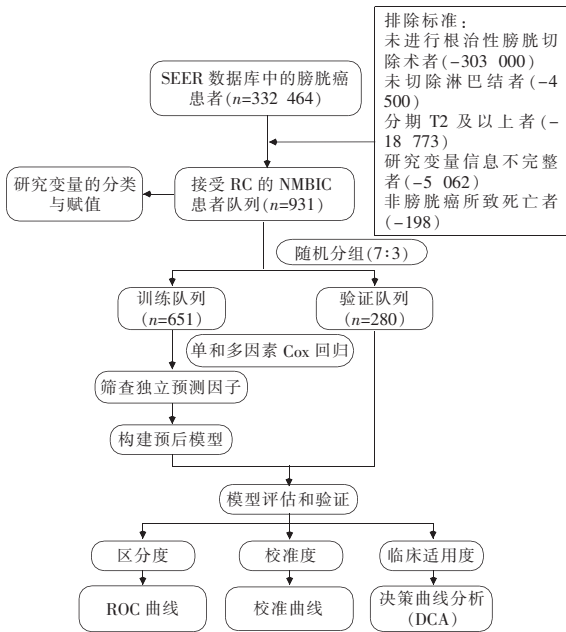 排除标准：
未进行根治性膀胱切
除术者(−303 000)
未切除淋巴结者(−4
500)
分期 T2 及以上者(−
18 773)
研究变量信息不完整
者(−5 062)
非膀胱癌所致死亡者
(−198)
SEER 数据库中的膀胱癌
患者(n=332 464)
研究变量的分类
与赋值
接受 RC 的 NMBIC
患者队列(n=931)
随机分组(7:3)
训练队列
(n=651)
验证队列
(n=280)
单和多因素 Cox 回归
筛查独立预测因子
构建预后模型
模型评估和验证
区分度
校准度
临床适用度
ROC 曲线
校准曲线
决策曲线分析
(DCA)